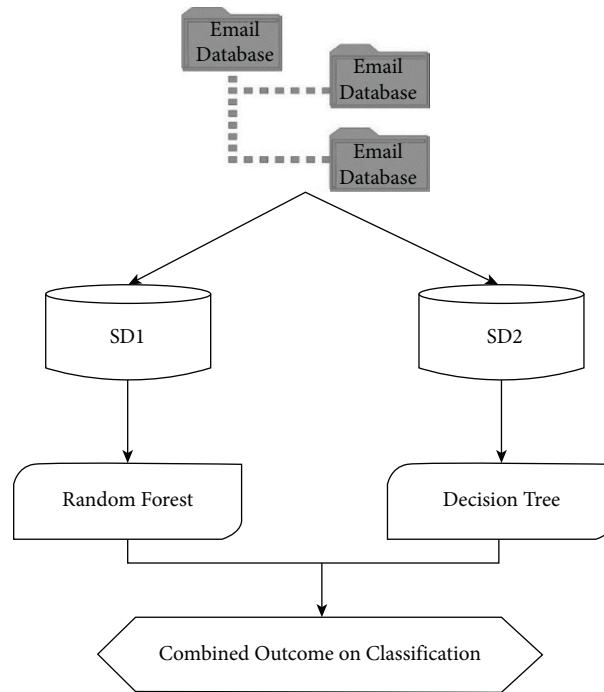 Email
Database
Email
Database
Email
Database
SD1
SD2
Random Forest
Decision Tree
Combined Outcome on Classification